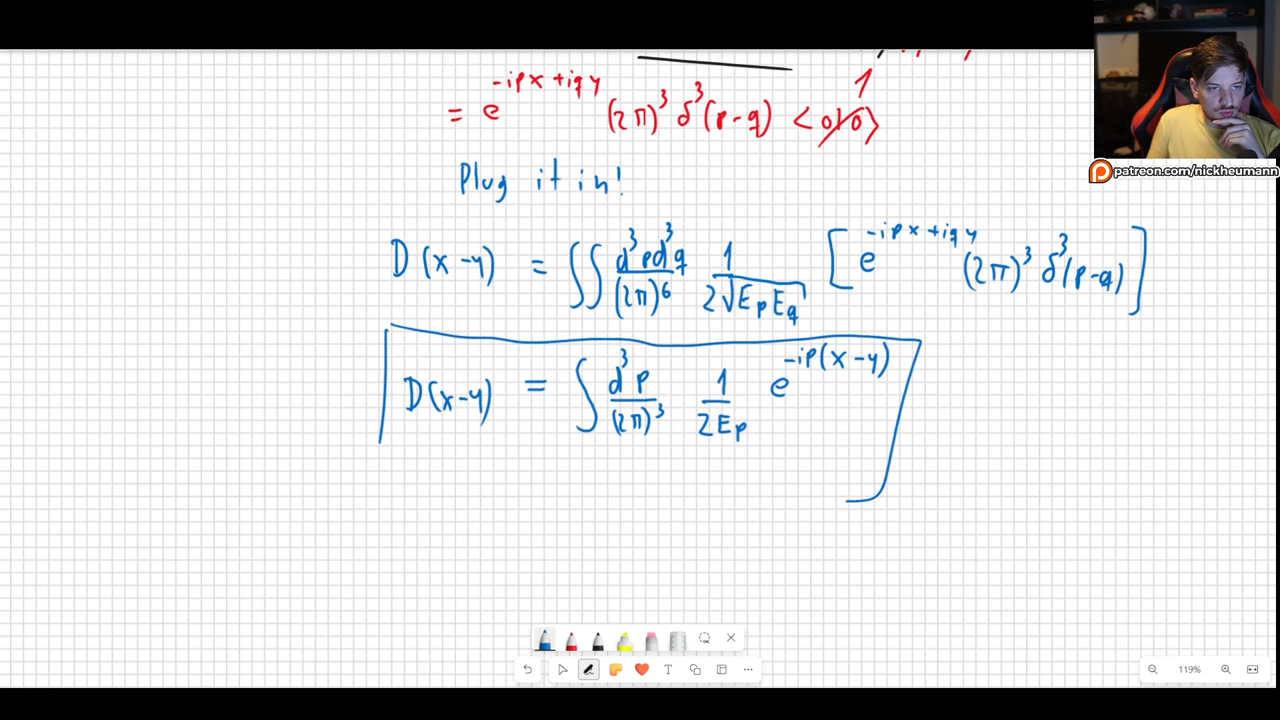 = e^{-ipx+iqy} (2π)^3 δ^3(p-q) <0|0> 1
patreon.com/nickheumann
Plug it in!
D(x-y) = ∫∫ d^3p d^3q/(2π)^6 1/(2√(E_p E_q)) [e^{-ipx+iqy} (2π)^3 δ^3(p-q)]
D(x-y) = ∫ d^3p/(2π)^3 1/(2E_p) e^{-ip(x-y)}
T
119%